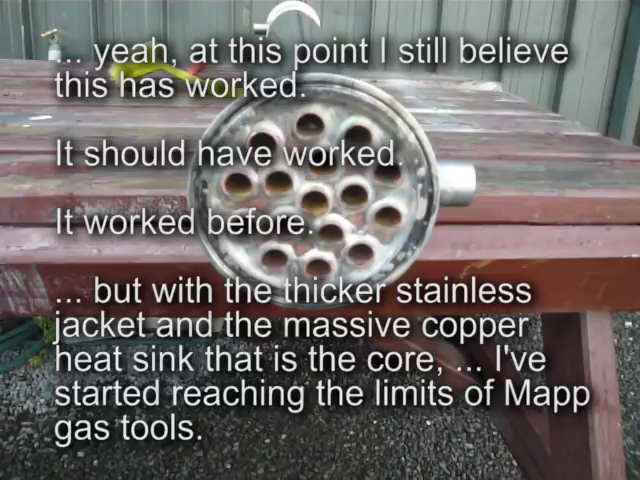 ... yeah, at this point I still believe
this has worked.
It should have worked.
It worked before.
... but with the thicker stainless
jacket and the massive copper
heat sink that is the core, ... I've
started reaching the limits of Mapp
gas tools.